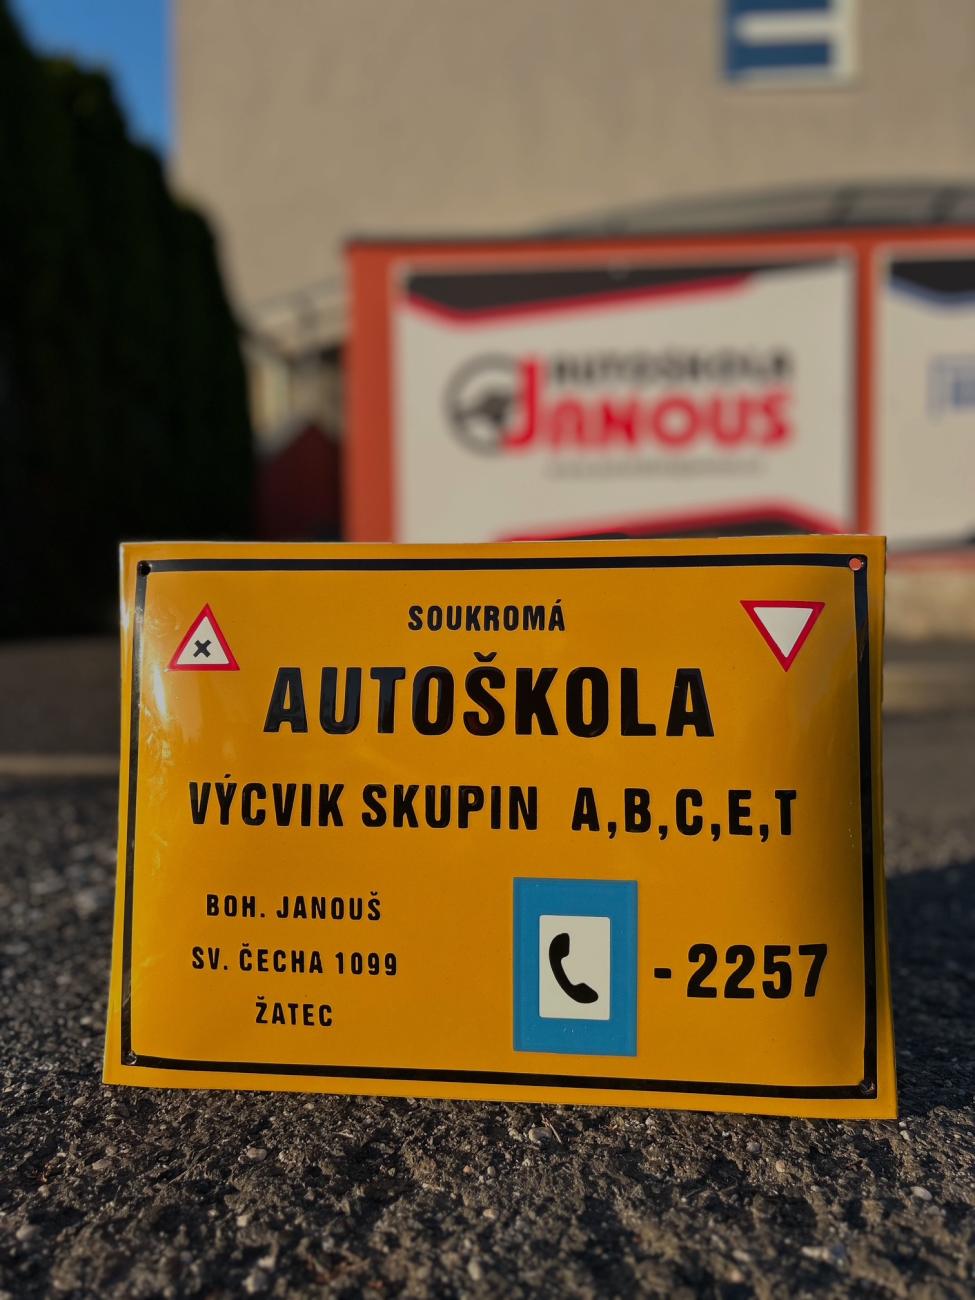 AUTOŠKOLA
JANOUŠ
SOUKROMÁ
AUTOŠKOLA
VÝCVIK SKUPIN A,B,C,E,T
BOH. JANOUŠ
SV. ČECHA 1099
ŽATEC
- 2257